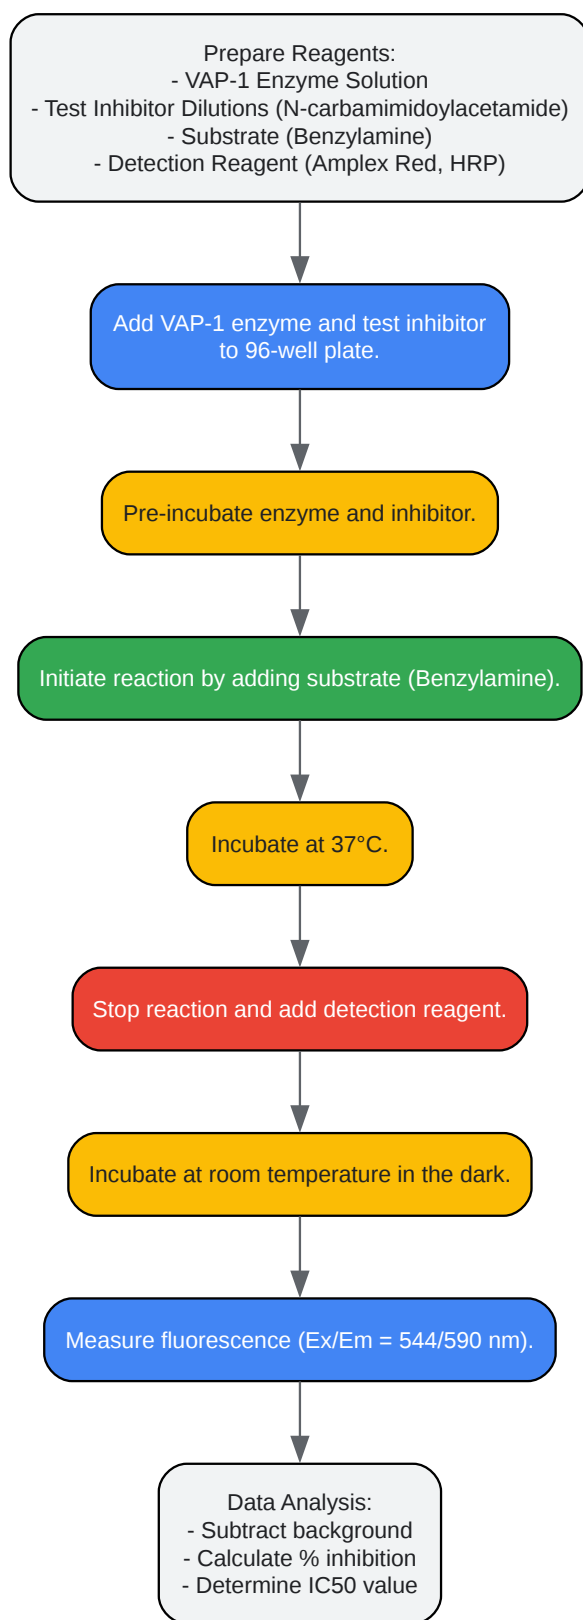 Prepare Reagents:
- VAP-1 Enzyme Solution
- Test Inhibitor Dilutions (N-carbamimidoylacetamide)
- Substrate (Benzylamine)
- Detection Reagent (Amplex Red, HRP)
Add VAP-1 enzyme and test inhibitor
to 96-well plate.
Pre-incubate enzyme and inhibitor.
Initiate reaction by adding substrate (Benzylamine).
Incubate at 37°C.
Stop reaction and add detection reagent.
Incubate at room temperature in the dark.
Measure fluorescence (Ex/Em = 544/590 nm).
Data Analysis:
- Subtract background
- Calculate % inhibition
- Determine IC50 value